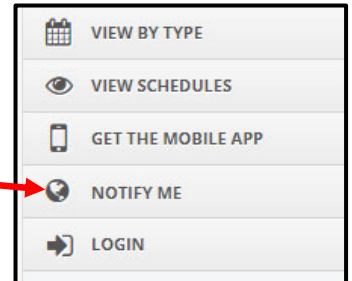 VIEW BY TYPE
VIEW SCHEDULES
GET THE MOBILE APP
NOTIFY ME
LOGIN